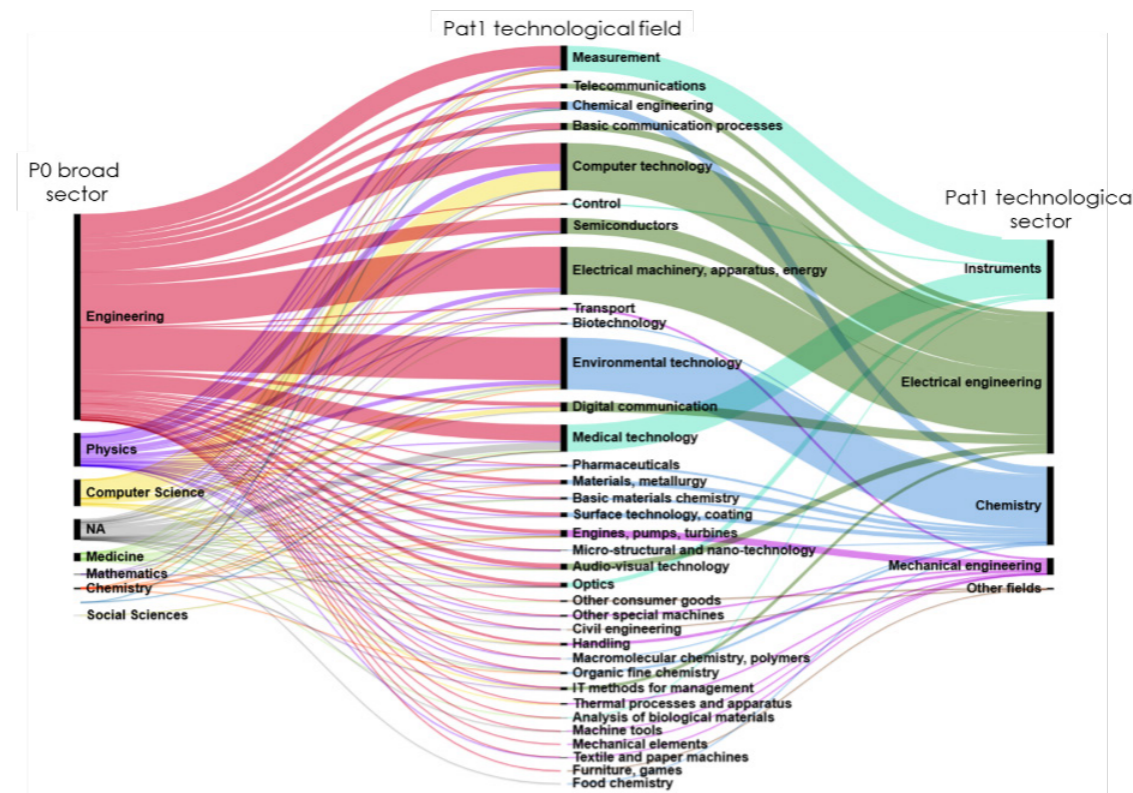 Pat1 technological field
P0 broad
sector
Pat1 technologica
sector
Engineering
Physics
Computer Science
NA
Medicine
Mathematics
Chemistry
Social Sciences
Measurement
Telecommunications
Chemical engineering
Basic communication processes
Computer technology
Control
Semiconductors
Electrical machinery, apparatus, energy
Transport
Biotechnology
Environmental technology
Digital communication
Medical technology
Pharmaceuticals
Materials, metallurgy
Basic materials chemistry
Surface technology, coating
Engines, pumps, turbines
Micro-structural and nano-technology
Audio-visual technology
Optics
Other consumer goods
Other special machines
Civil engineering
Handling
Macromolecular chemistry, polymers
Organic fine chemistry
IT methods for management
Thermal processes and apparatus
Analysis of biological materials
Machine tools
Mechanical elements
Textile and paper machines
Furniture, games
Food chemistry
Instruments
Electrical engineering
Chemistry
Mechanical engineering
Other fields